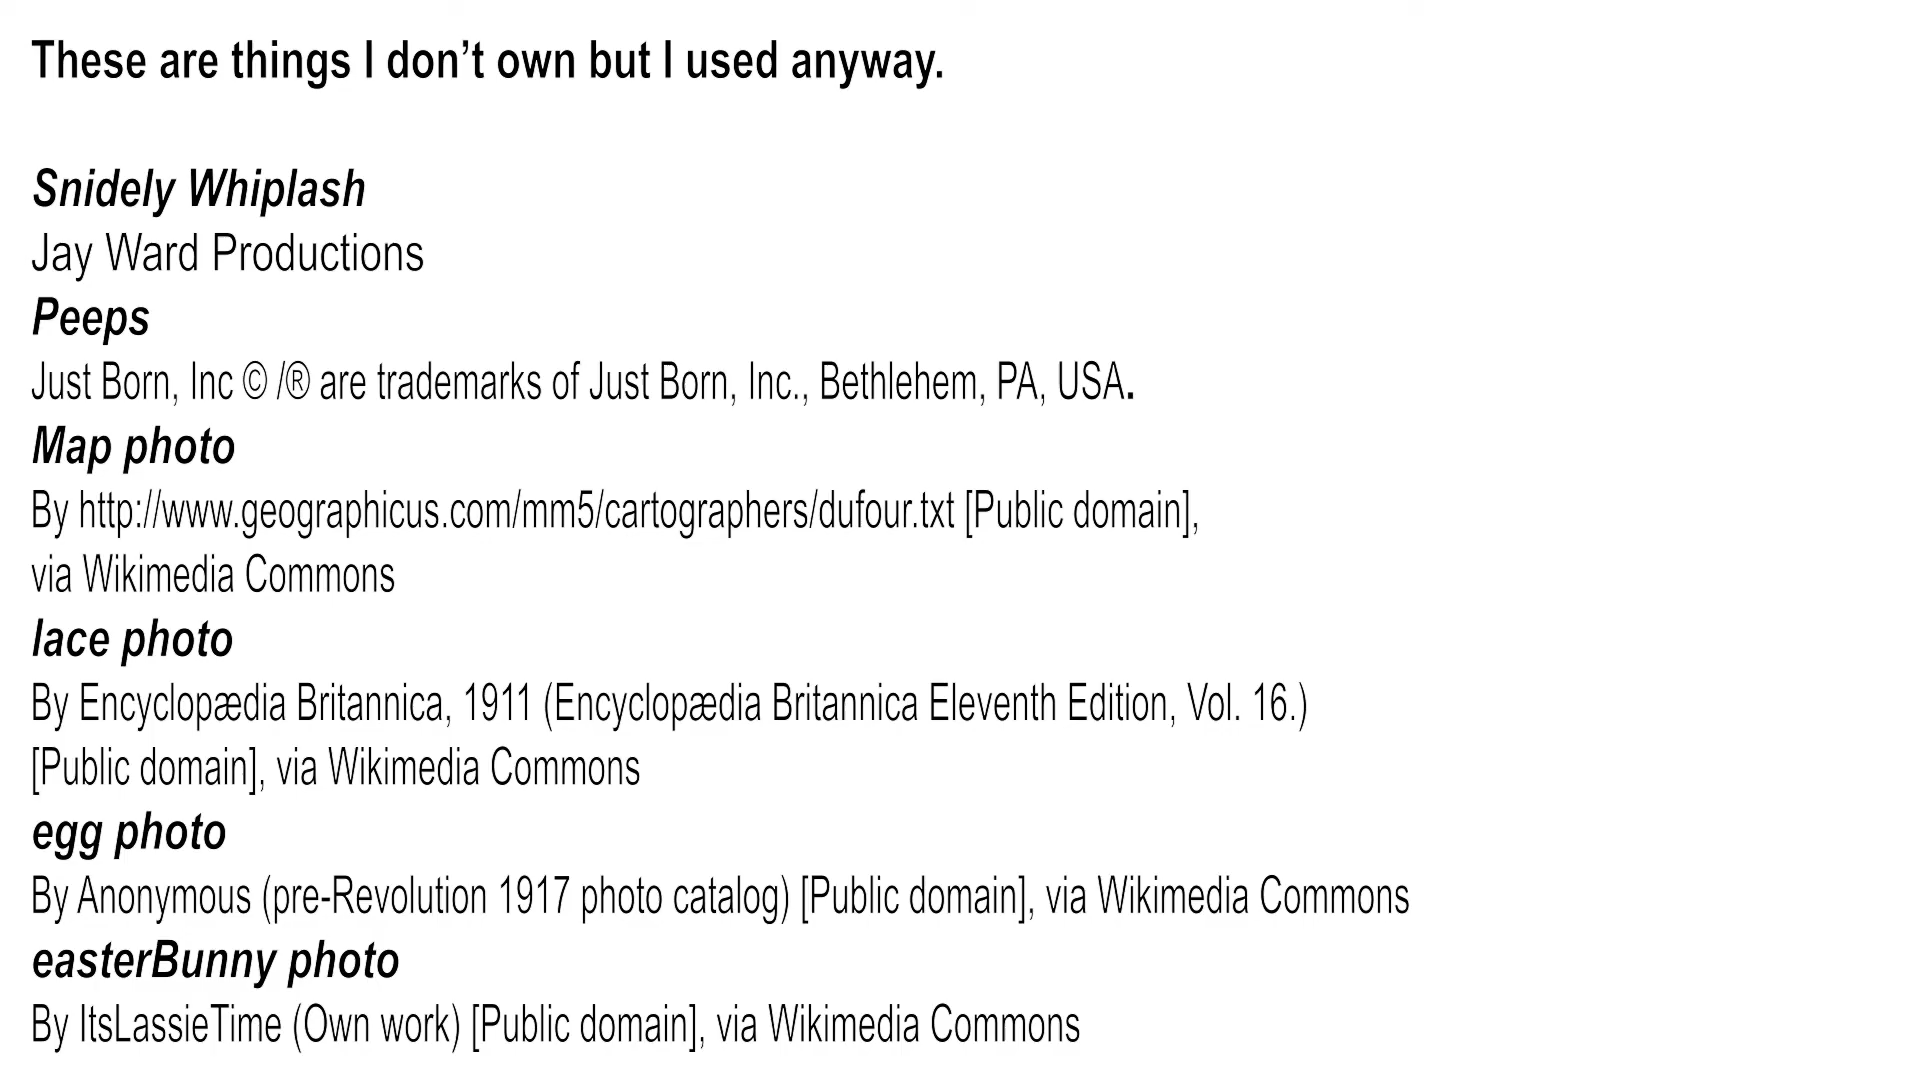 These are things I don’t own but I used anyway.
Snidely Whiplash
Jay Ward Productions
Peeps
Just Born, Inc © /® are trademarks of Just Born, Inc., Bethlehem, PA, USA.
Map photo
By http://www.geographicus.com/mm5/cartographers/dufour.txt [Public domain],
via Wikimedia Commons
lace photo
By Encyclopædia Britannica, 1911 (Encyclopædia Britannica Eleventh Edition, Vol. 16.)
[Public domain], via Wikimedia Commons
egg photo
By Anonymous (pre-Revolution 1917 photo catalog) [Public domain], via Wikimedia Commons
easterBunny photo
By ItsLassieTime (Own work) [Public domain], via Wikimedia Commons